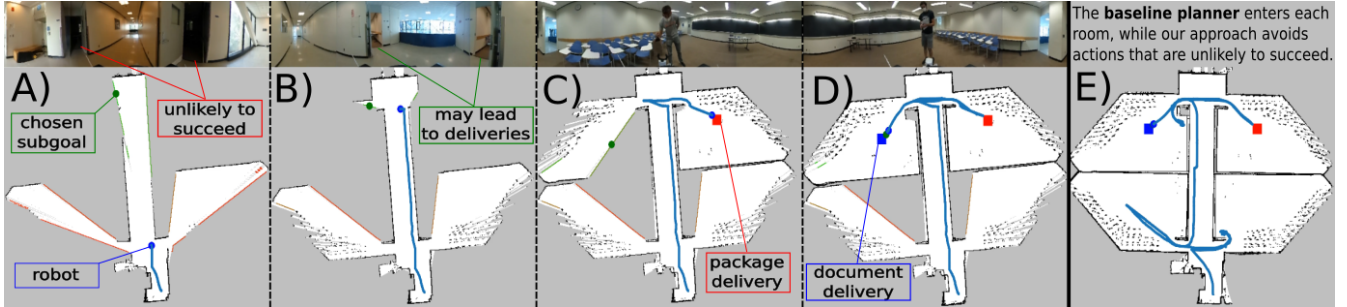 A)
chosen
subgoal
unlikely to
succeed
robot
B)
may lead
to deliveries
C)
package
delivery
D)
document
delivery
The baseline planner enters each
room, while our approach avoids
actions that are unlikely to succeed.
E)